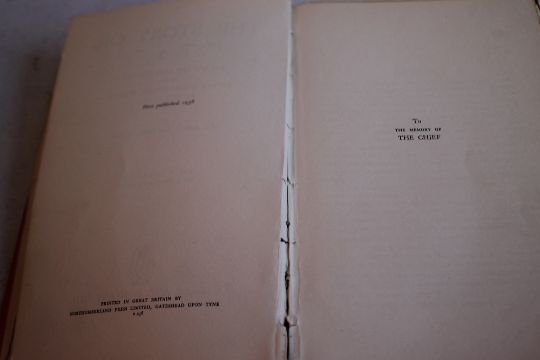 First published 1938
PRINTED IN GREAT BRITAIN BY
NORTHUMBERLAND PRESS LIMITED, GATESHEAD UPON TYNE
To
THE MEMORY OF
THE CHIEF